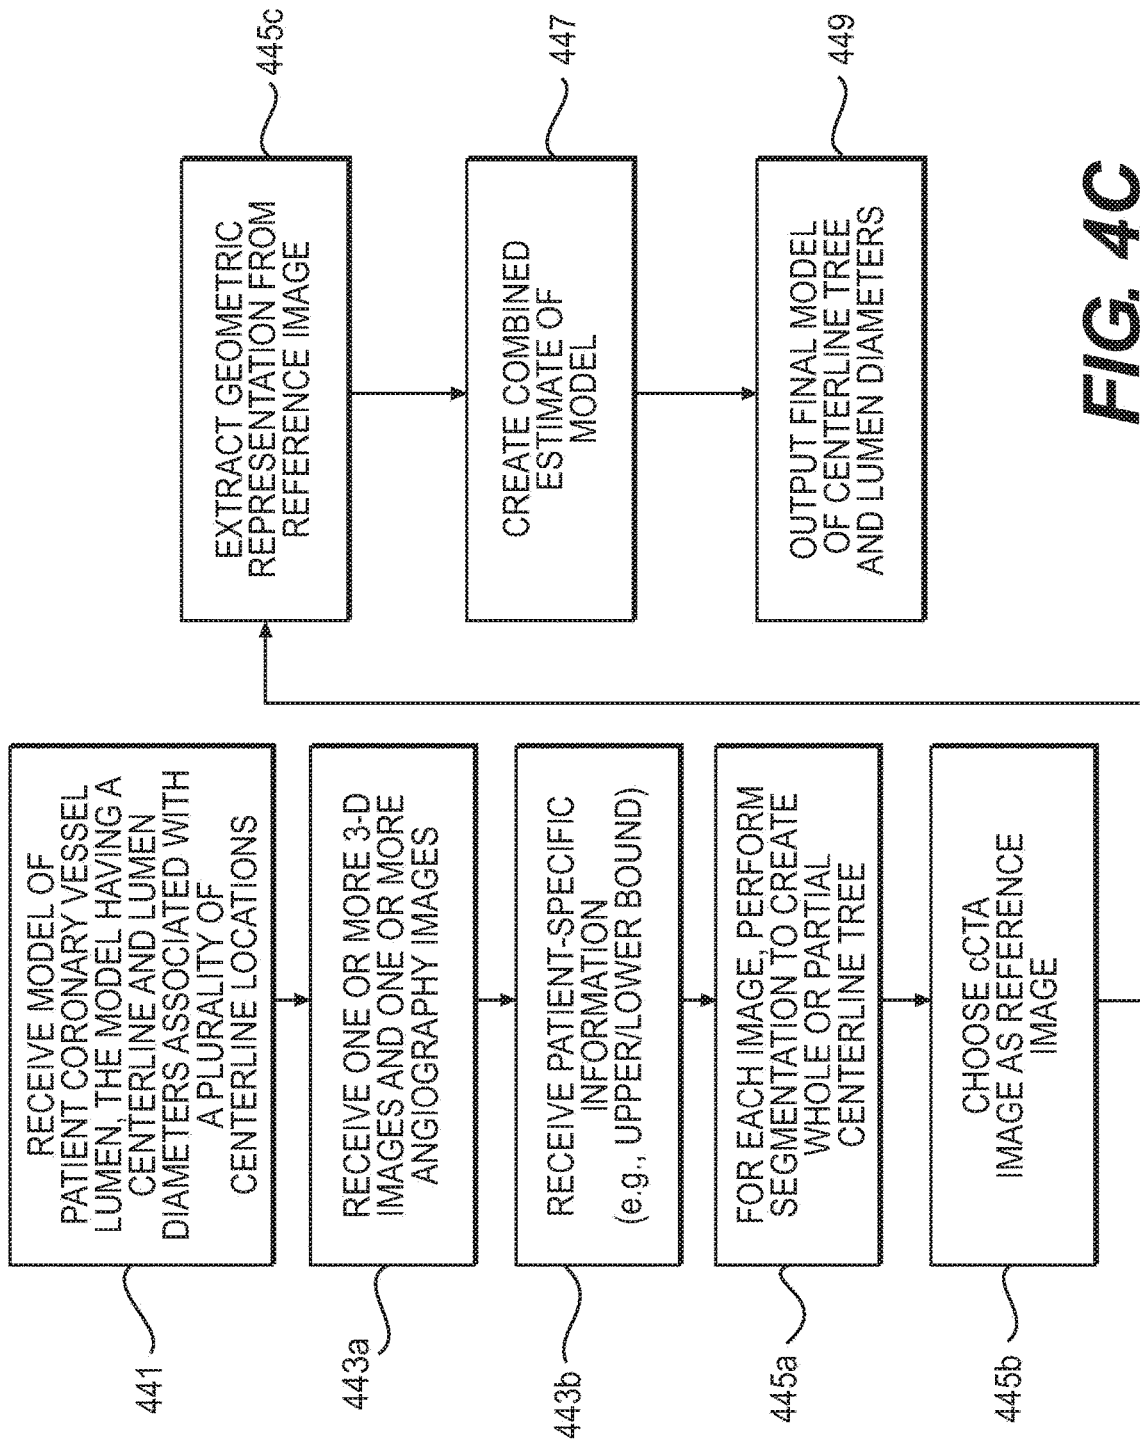 441
RECEIVE MODEL OF
PATIENT CORONARY VESSEL
LUMEN, THE MODEL HAVING A
CENTERLINE AND LUMEN
DIAMETERS ASSOCIATED WITH
A PLURALITY OF
CENTERLINE LOCATIONS
443a
RECEIVE ONE OR MORE 3-D
IMAGES AND ONE OR MORE
ANGIOGRAPHY IMAGES
443b
RECEIVE PATIENT-SPECIFIC
INFORMATION
(e.g., UPPER/LOWER BOUND)
445a
FOR EACH IMAGE, PERFORM
SEGMENTATION TO CREATE
WHOLE OR PARTIAL
CENTERLINE TREE
445b
CHOOSE cCTA
IMAGE AS REFERENCE
IMAGE
445c
EXTRACT GEOMETRIC
REPRESENTATION FROM
REFERENCE IMAGE
447
CREATE COMBINED
ESTIMATE OF
MODEL
449
OUTPUT FINAL MODEL
OF CENTERLINE TREE
AND LUMEN DIAMETERS
FIG. 4C